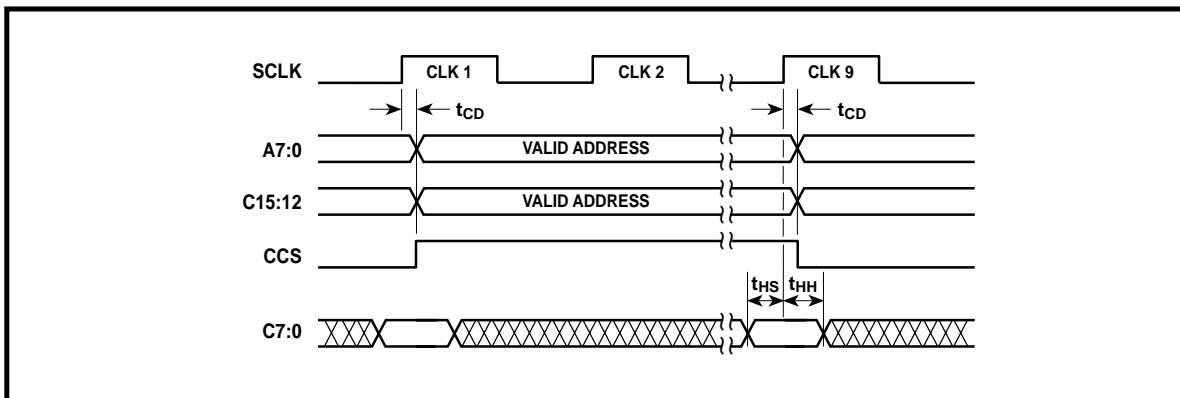 SCLK CLK 1 CLK 2 CLK 9
tCD tCD
A7:0 VALID ADDRESS
C15:12 VALID ADDRESS
CCS
tHS tHH
C7:0